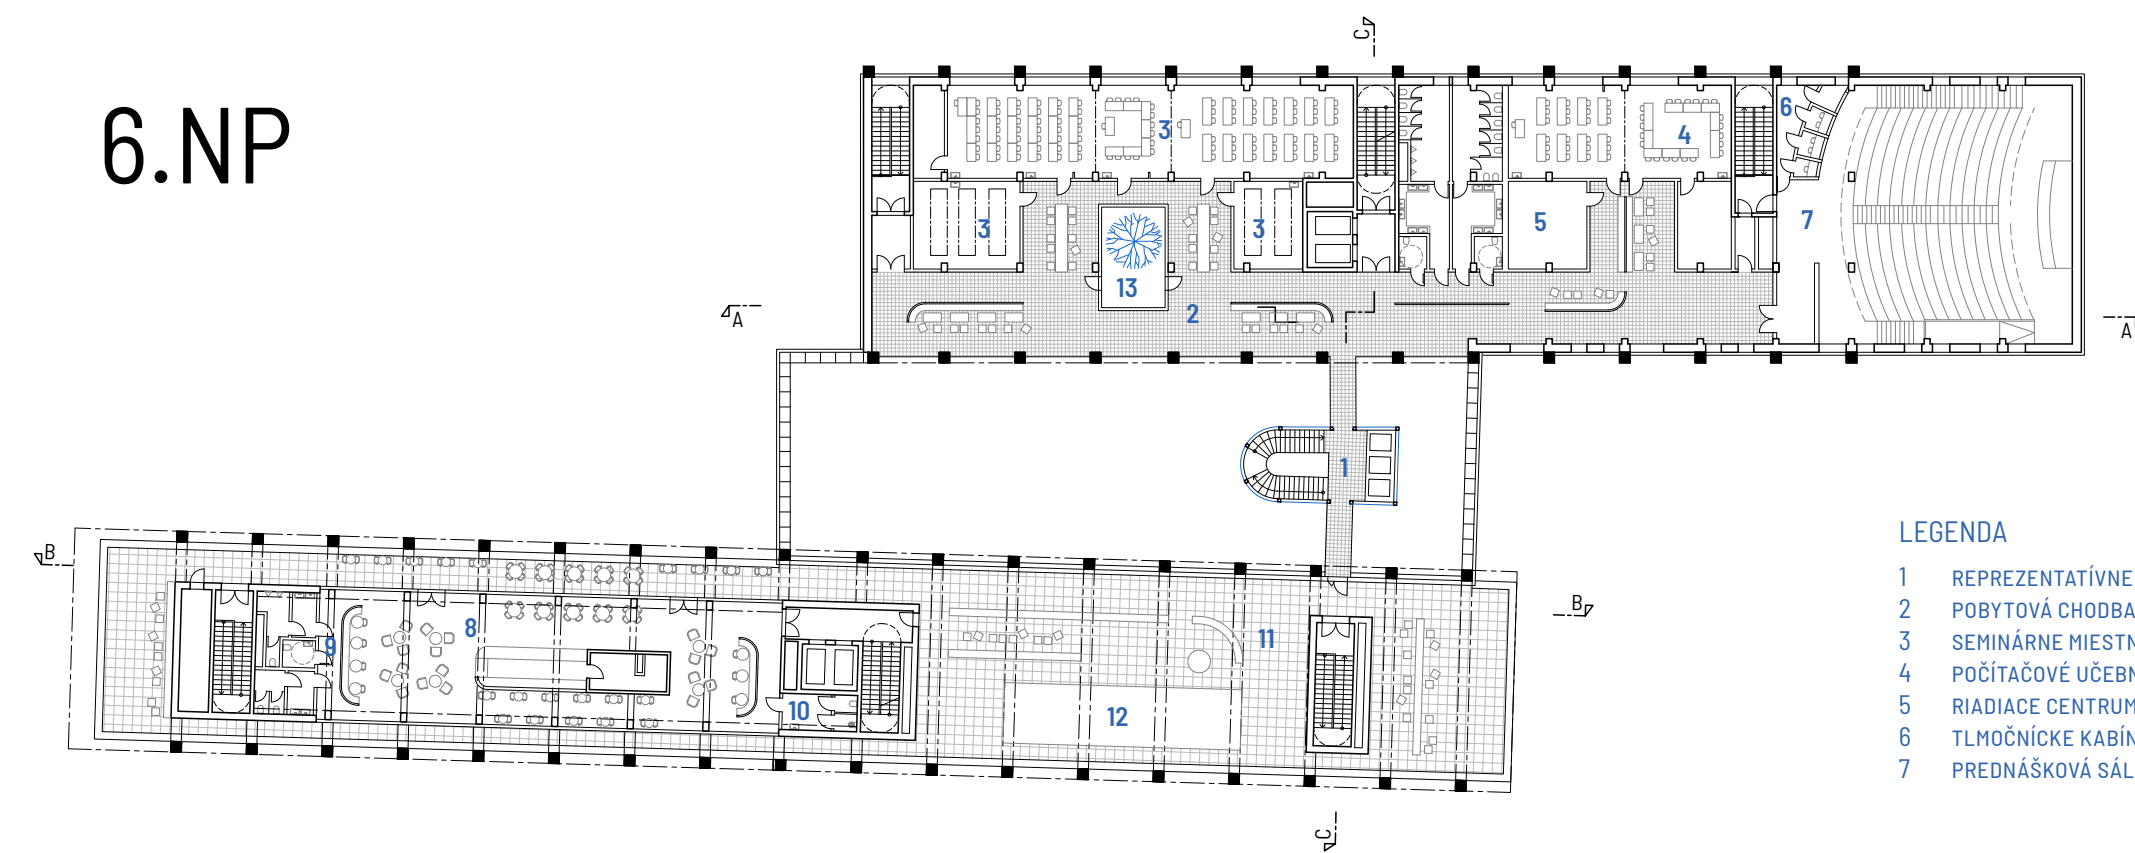 6.NP
C
6
3
4
3
3
5
7
13
2
A
A
1
B
B
8
9
11
10
12
C
LEGENDA
1 REPREZENTATÍVNE
2 POBYTOVÁ CHODBA
3 SEMINÁRNE MIESTN
4 POČÍTAČOVÉ UČEBN
5 RIADIACE CENTRUM
6 TLMOČNÍCKE KABÍN
7 PREDNÁŠKOVÁ SÁL